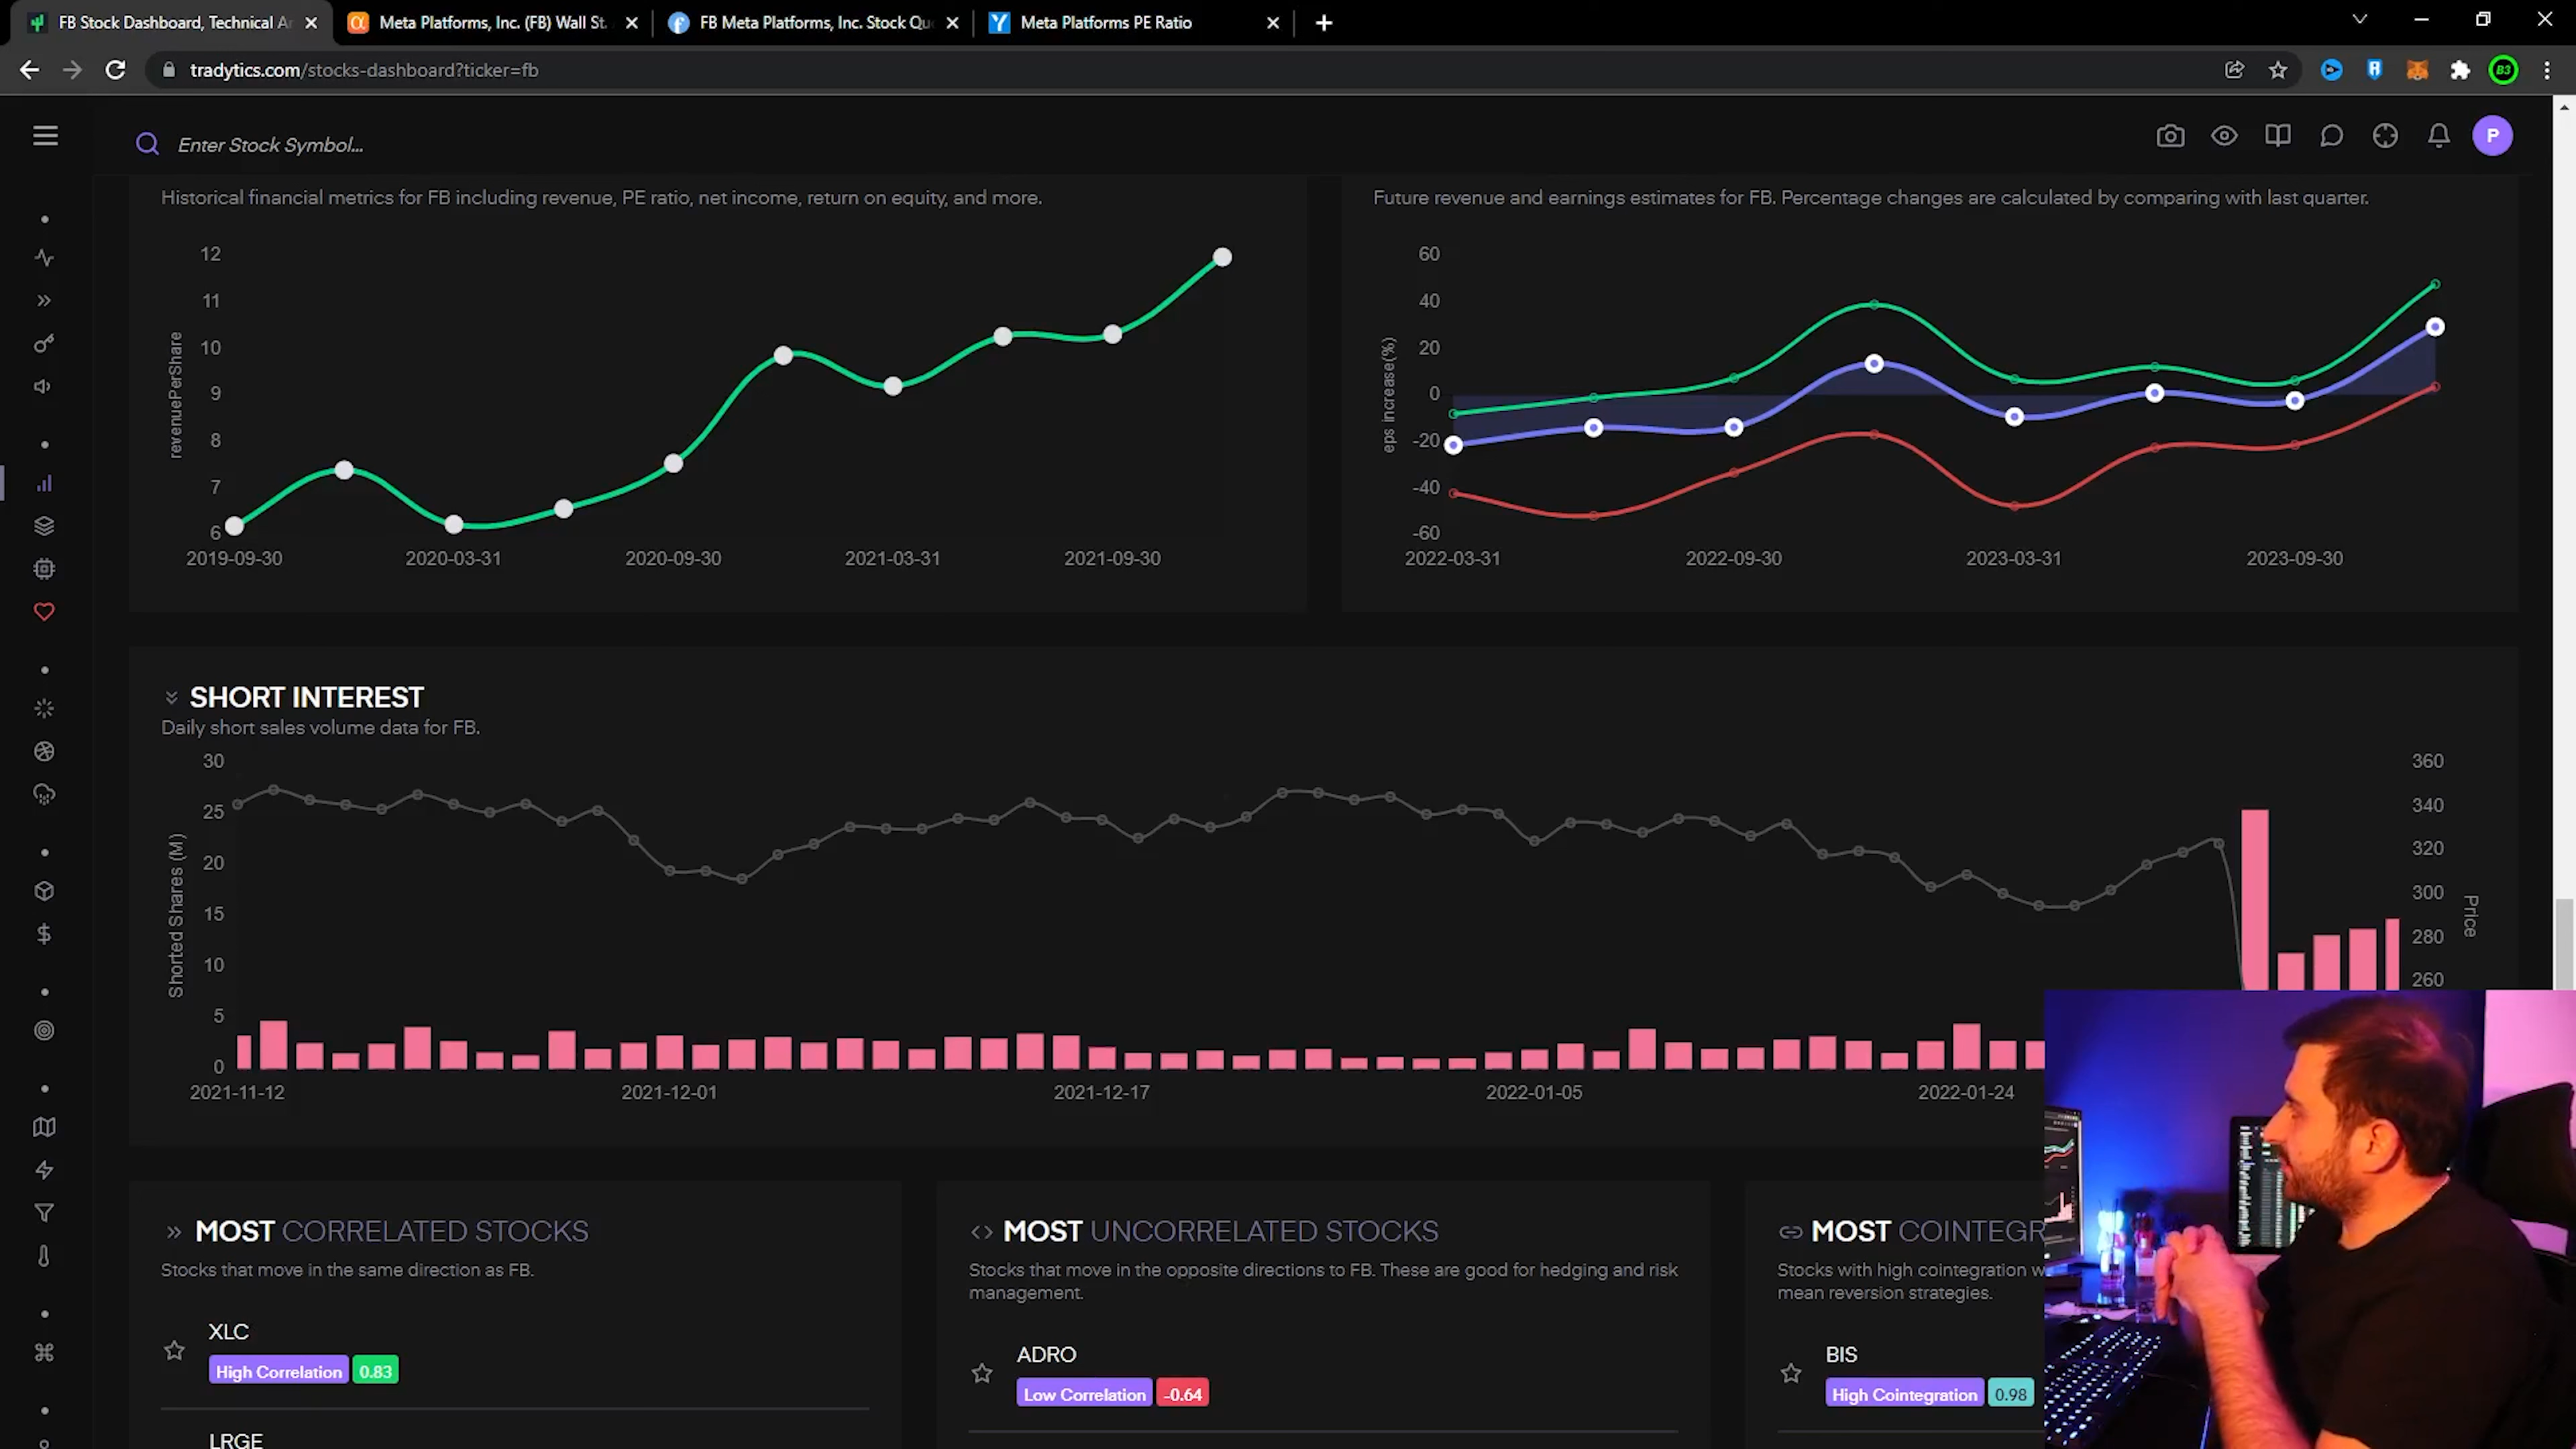 FB Stock Dashboard, Technical A
Meta Platforms, Inc. (FB) Wall St.
FB Meta Platforms, Inc. Stock Qu
Meta Platforms PE Ratio
tradytics.com/stocks-dashboard?ticker=fb
B3
Enter Stock Symbol...
P
Historical financial metrics for FB including revenue, PE ratio, net income, return on equity, and more.
12
11
10
9
8
7
6
revenuePerShare
2019-09-30 2020-03-31 2020-09-30 2021-03-31 2021-09-30
Future revenue and earnings estimates for FB. Percentage changes are calculated by comparing with last quarter.
60
40
20
0
-20
-40
-60
eps increase(%)
2022-03-31 2022-09-30 2023-03-31 2023-09-30
SHORT INTEREST
Daily short sales volume data for FB.
30
25
20
15
10
5
0
Shorted Shares (M)
360
340
320
300
280
260
Price
2021-11-12 2021-12-01 2021-12-17 2022-01-05 2022-01-24
MOST CORRELATED STOCKS
Stocks that move in the same direction as FB.
XLC
High Correlation 0.83
LRGE
MOST UNCORRELATED STOCKS
Stocks that move in the opposite directions to FB. These are good for hedging and risk
management.
ADRO
Low Correlation -0.64
MOST COINTEGR
Stocks with high cointegration w
mean reversion strategies.
BIS
High Cointegration 0.98